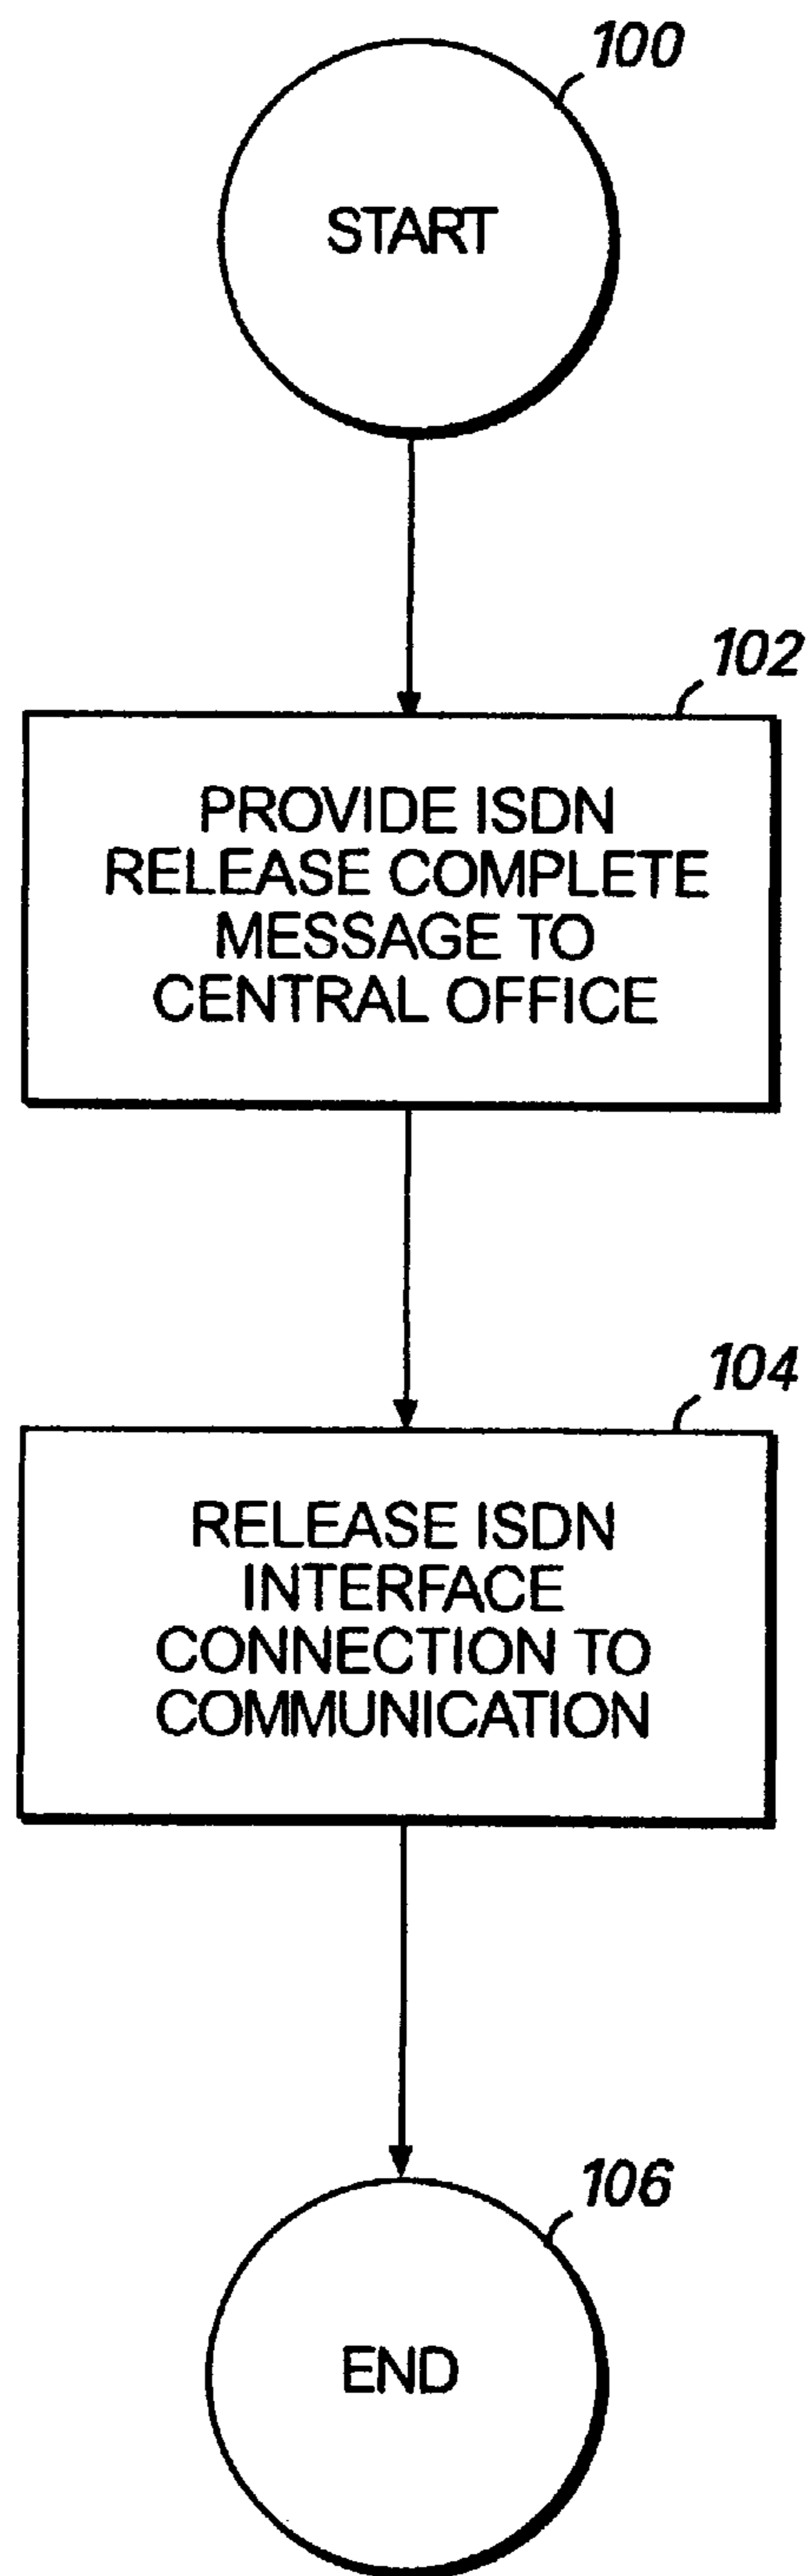 100
START
102
PROVIDE ISDN
RELEASE COMPLETE
MESSAGE TO
CENTRAL OFFICE
104
RELEASE ISDN
INTERFACE
CONNECTION TO
COMMUNICATION
106
END